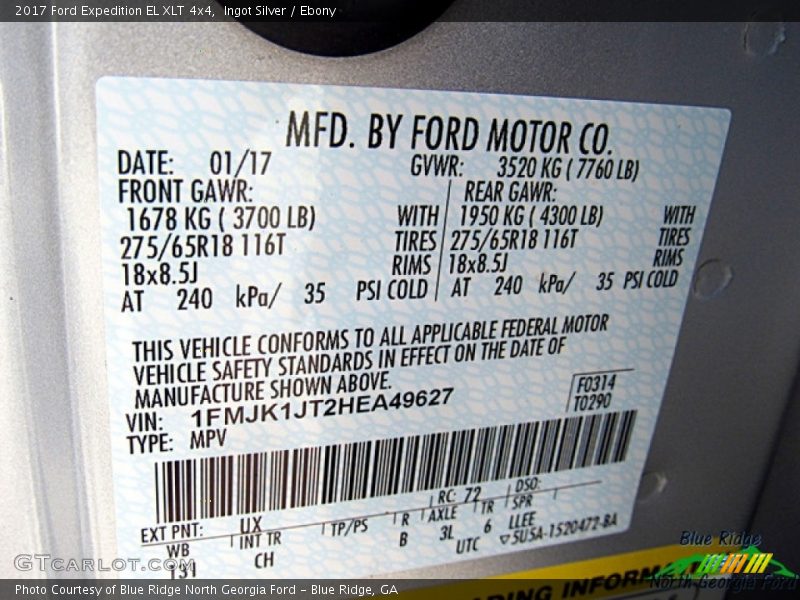 2017 Ford Expedition EL XLT 4x4, Ingot Silver / Ebony
MFD. BY FORD MOTOR CO.
DATE: 01/17 GVWR: 3520 KG ( 7760 LB)
FRONT GAWR: REAR GAWR:
1678 KG ( 3700 LB) WITH 1950 KG ( 4300 LB) WITH
275/65R18 116T TIRES 275/65R18 116T TIRES
18x8.5J RIMS 18x8.5J RIMS
AT 240 kPa/ 35 PSI COLD AT 240 kPa/ 35 PSI COLD
THIS VEHICLE CONFORMS TO ALL APPLICABLE FEDERAL MOTOR
VEHICLE SAFETY STANDARDS IN EFFECT ON THE DATE OF
MANUFACTURE SHOWN ABOVE.
VIN: 1FMJK1JT2HEA49627
TYPE: MPV
F0314
T0290
EXT PNT: UX RC: 72 DSO:
WB INT TR TP/PS R AXLE TR SPR
131 CH B 3L 6 LLEE
UTC ▽5U5A-1520472-BA
GTCarlot.com
Blue Ridge
North Georgia Ford
ING INFORM
Photo Courtesy of Blue Ridge North Georgia Ford – Blue Ridge, GA